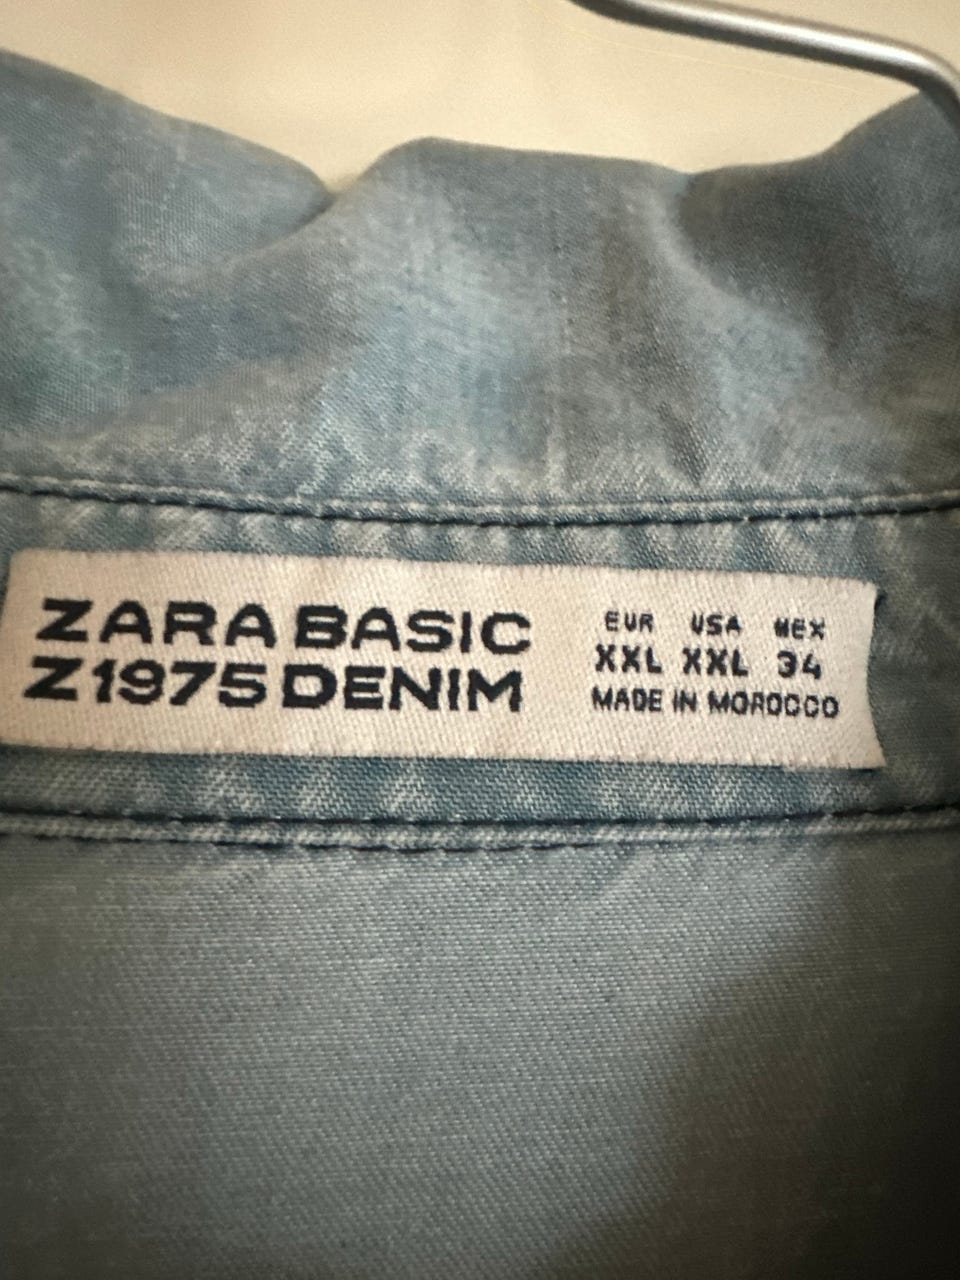 ZARA BASIC
Z1975 DENIM
EUR USA MEX
XXL XXL 34
MADE IN MOROCCO